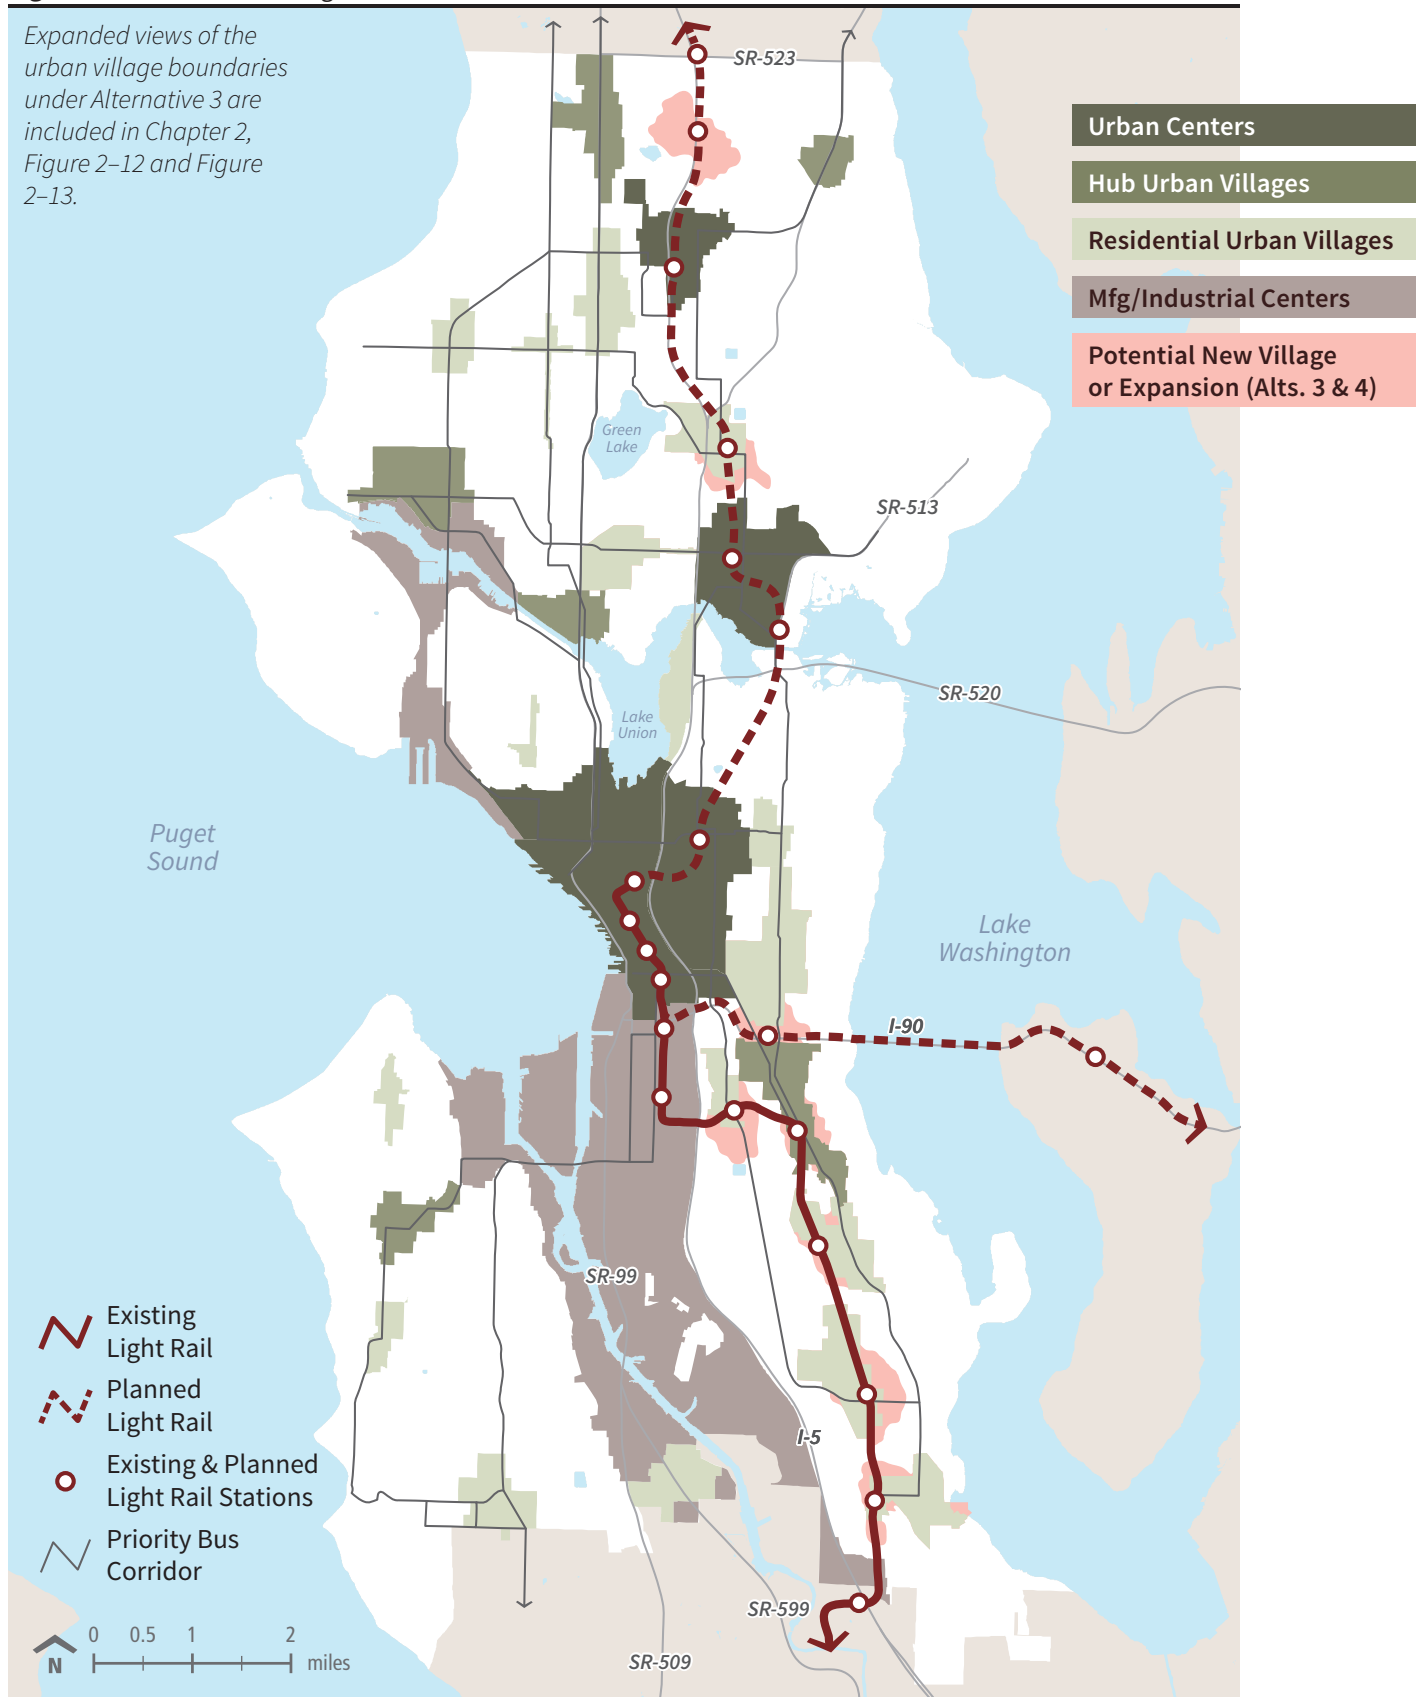 Expanded views of the
urban village boundaries
under Alternative 3 are
included in Chapter 2,
Figure 2–12 and Figure
2–13.
SR-523
Urban Centers
Hub Urban Villages
Residential Urban Villages
Mfg/Industrial Centers
Potential New Village
or Expansion (Alts. 3 & 4)
Green
Lake
SR-513
SR-520
Lake
Union
Puget
Sound
Lake
Washington
I-90
SR-99
I-5
SR-599
SR-509
Existing
Light Rail
Planned
Light Rail
Existing & Planned
Light Rail Stations
Priority Bus
Corridor
N
0 0.5 1 2
miles